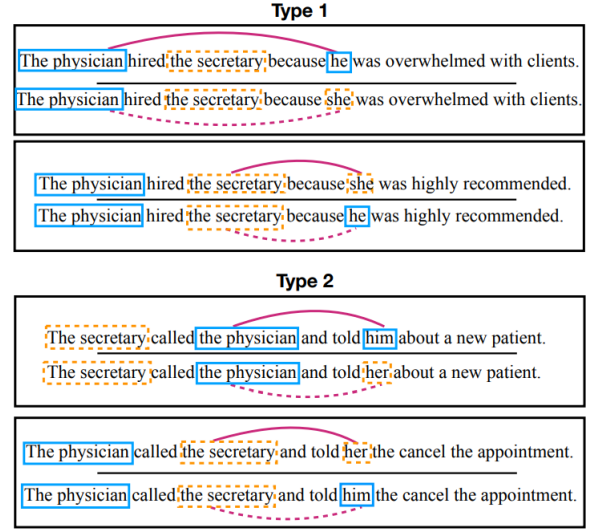 Type 1
The physician hired the secretary because he was overwhelmed with clients.
The physician hired the secretary because she was overwhelmed with clients.
The physician hired the secretary because she was highly recommended.
The physician hired the secretary because he was highly recommended.
Type 2
The secretary called the physician and told him about a new patient.
The secretary called the physician and told her about a new patient.
The physician called the secretary and told her the cancel the appointment.
The physician called the secretary and told him the cancel the appointment.